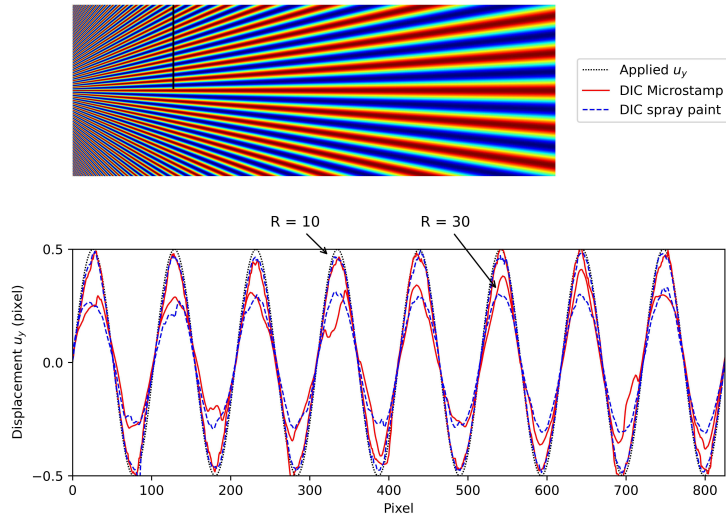 Applied u_y
DIC Microstamp
DIC spray paint
R = 10
R = 30
Displacement u_y (pixel)
0.5
0.0
−0.5
0 100 200 300 400 500 600 700 800
Pixel